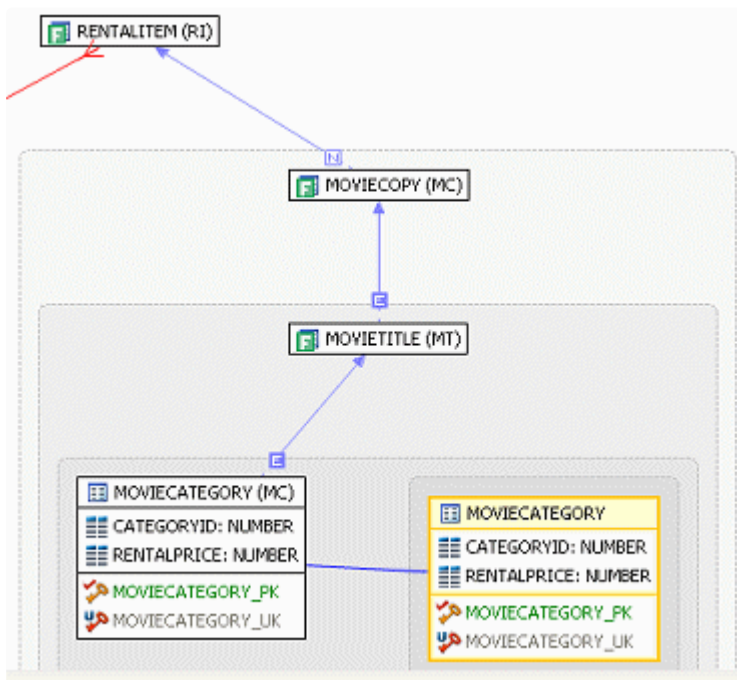 RENTALITEM (RI)
N
MOVIECOPY (MC)
E
MOVIETITLE (MT)
E
MOVIECATEGORY (MC)
CATEGORYID: NUMBER
RENTALPRICE: NUMBER
MOVIECATEGORY_PK
MOVIECATEGORY_UK
MOVIECATEGORY
CATEGORYID: NUMBER
RENTALPRICE: NUMBER
MOVIECATEGORY_PK
MOVIECATEGORY_UK